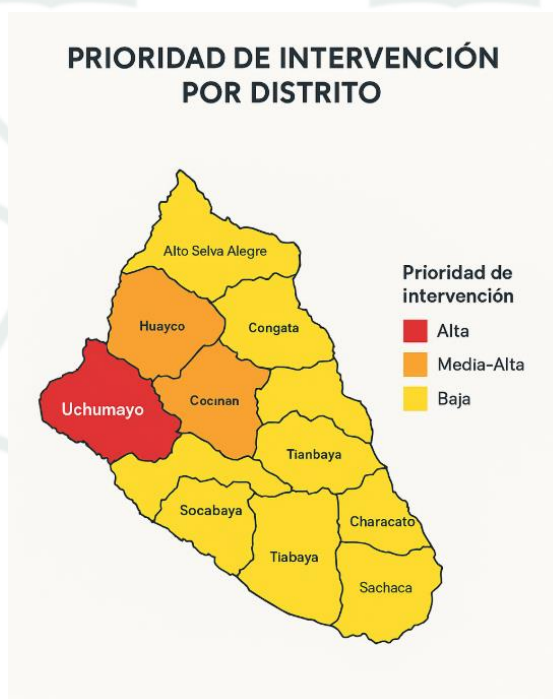 PRIORIDAD DE INTERVENCIÓN
POR DISTRITO
Alto Selva Alegre
Huayco
Congata
Prioridad de
intervención
Alta
Media-Alta
Baja
Uchumayo
Cocınan
Tianbaya
Socabaya
Characato
Tiabaya
Sachaca